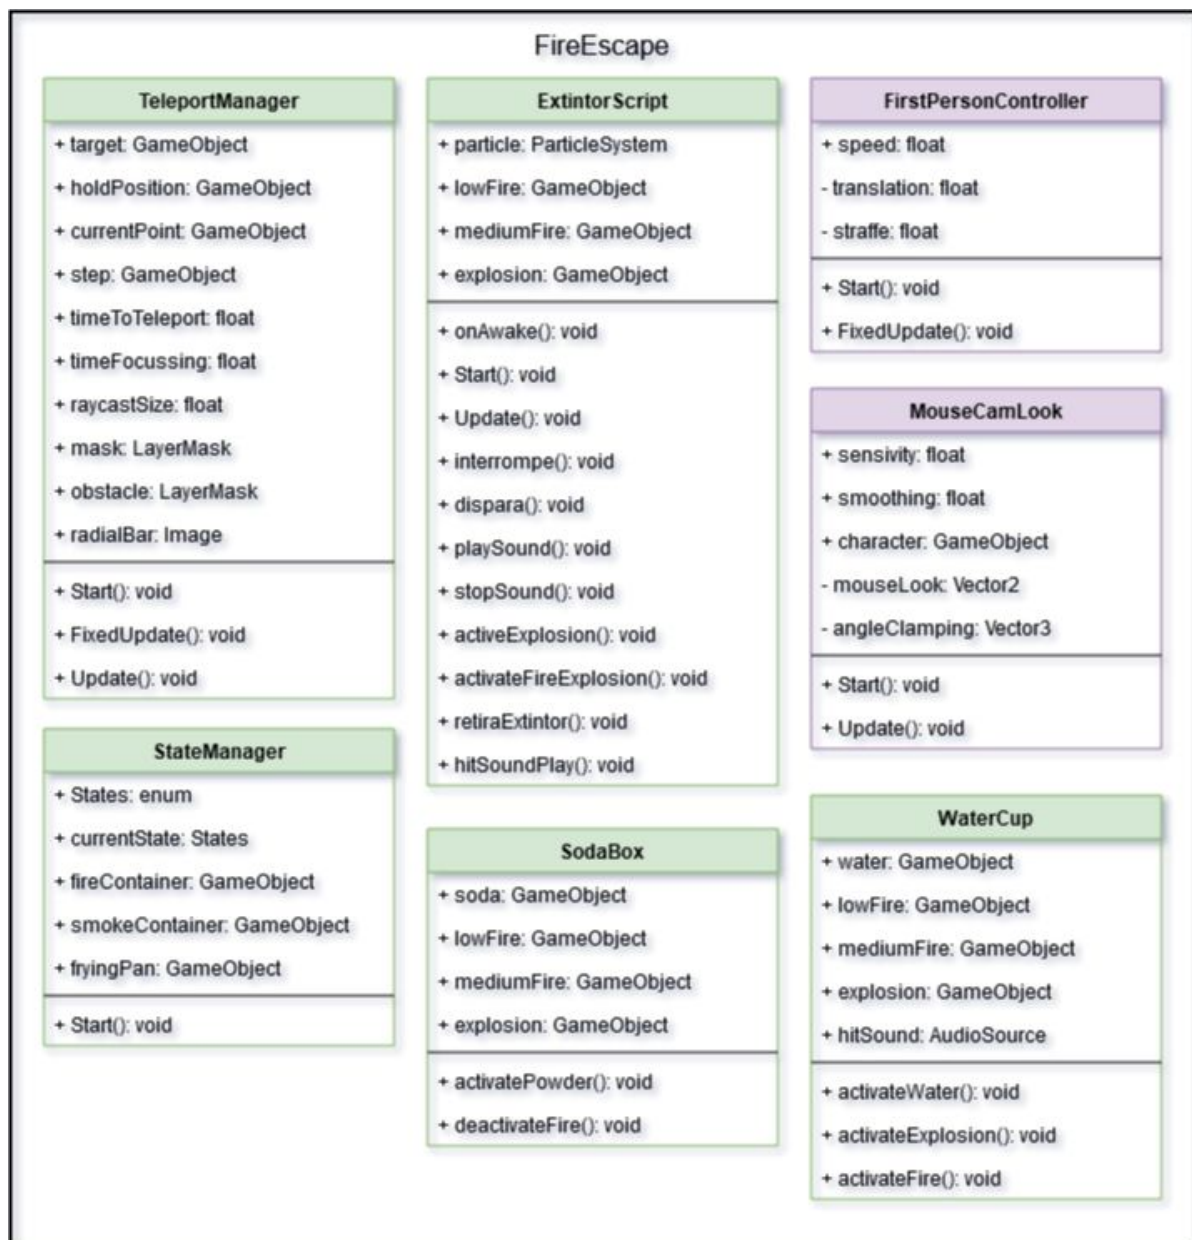 FireEscape
TeleportManager
+ target: GameObject
+ holdPosition: GameObject
+ currentPoint: GameObject
+ step: GameObject
+ timeToTeleport: float
+ timeFocussing: float
+ raycastSize: float
+ mask: LayerMask
+ obstacle: LayerMask
+ radialBar: Image
+ Start(): void
+ FixedUpdate(): void
+ Update(): void
StateManager
+ States: enum
+ currentState: States
+ fireContainer: GameObject
+ smokeContainer: GameObject
+ fryingPan: GameObject
+ Start(): void
ExtintorScript
+ particle: ParticleSystem
+ lowFire: GameObject
+ mediumFire: GameObject
+ explosion: GameObject
+ onAwake(): void
+ Start(): void
+ Update(): void
+ interrompe(): void
+ dispara(): void
+ playSound(): void
+ stopSound(): void
+ activeExplosion(): void
+ activateFireExplosion(): void
+ retiraExtintor(): void
+ hitSoundPlay(): void
SodaBox
+ soda: GameObject
+ lowFire: GameObject
+ mediumFire: GameObject
+ explosion: GameObject
+ activatePowder(): void
+ deactivateFire(): void
FirstPersonController
+ speed: float
- translation: float
- straffe: float
+ Start(): void
+ FixedUpdate(): void
MouseCamLook
+ sensivity: float
+ smoothing: float
+ character: GameObject
- mouseLook: Vector2
- angleClamping: Vector3
+ Start(): void
+ Update(): void
WaterCup
+ water: GameObject
+ lowFire: GameObject
+ mediumFire: GameObject
+ explosion: GameObject
+ hitSound: AudioSource
+ activateWater(): void
+ activateExplosion(): void
+ activateFire(): void